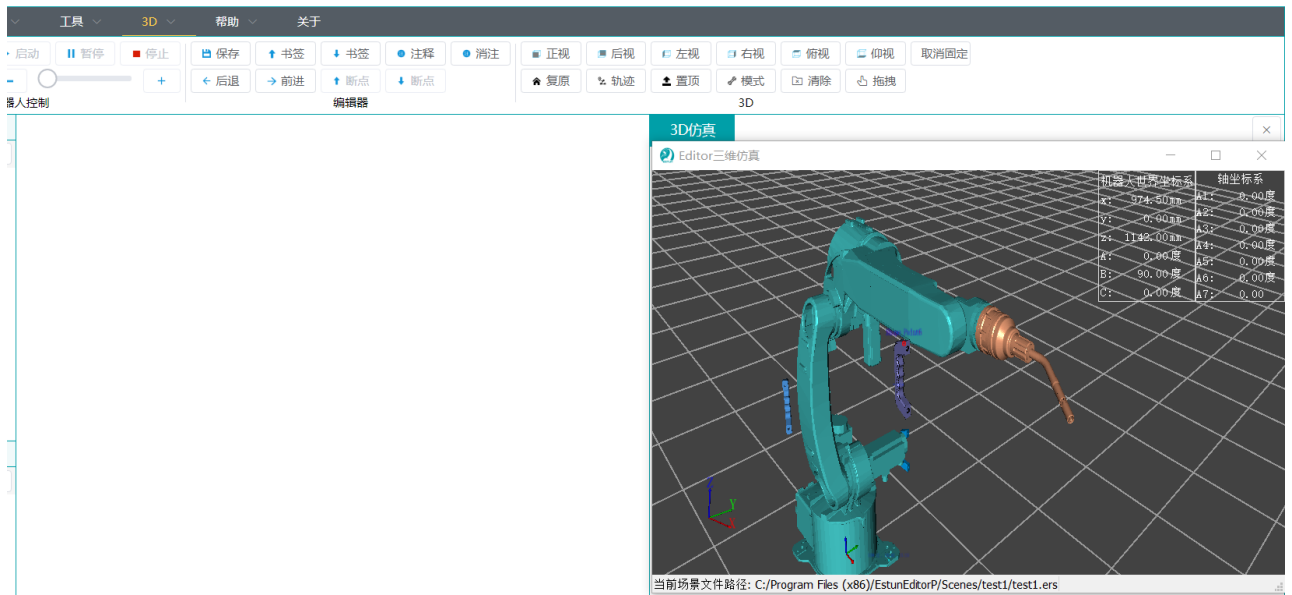 工具 3D 帮助 关于
启动 暂停 停止 保存 书签 书签 注释 消注 正视 后视 左视 右视 俯视 仰视 取消固定
后退 前进 断点 断点 复原 轨迹 置顶 模式 清除 拖拽
器人控制 编辑器 3D
3D仿真
Editor三维仿真
机器人世界坐标系 轴坐标系
x: 974.50mm A1: 0.00度
y: 0.00mm A2: 0.00度
z: 1142.00mm A3: 0.00度
A: 0.00度 A4: 0.00度
B: 90.00度 A5: 0.00度
C: 0.00度 A6: 0.00度
A7: 0.00
Z
Y
X
当前场景文件路径: C:/Program Files (x86)/EstunEditorP/Scenes/test1/test1.ers